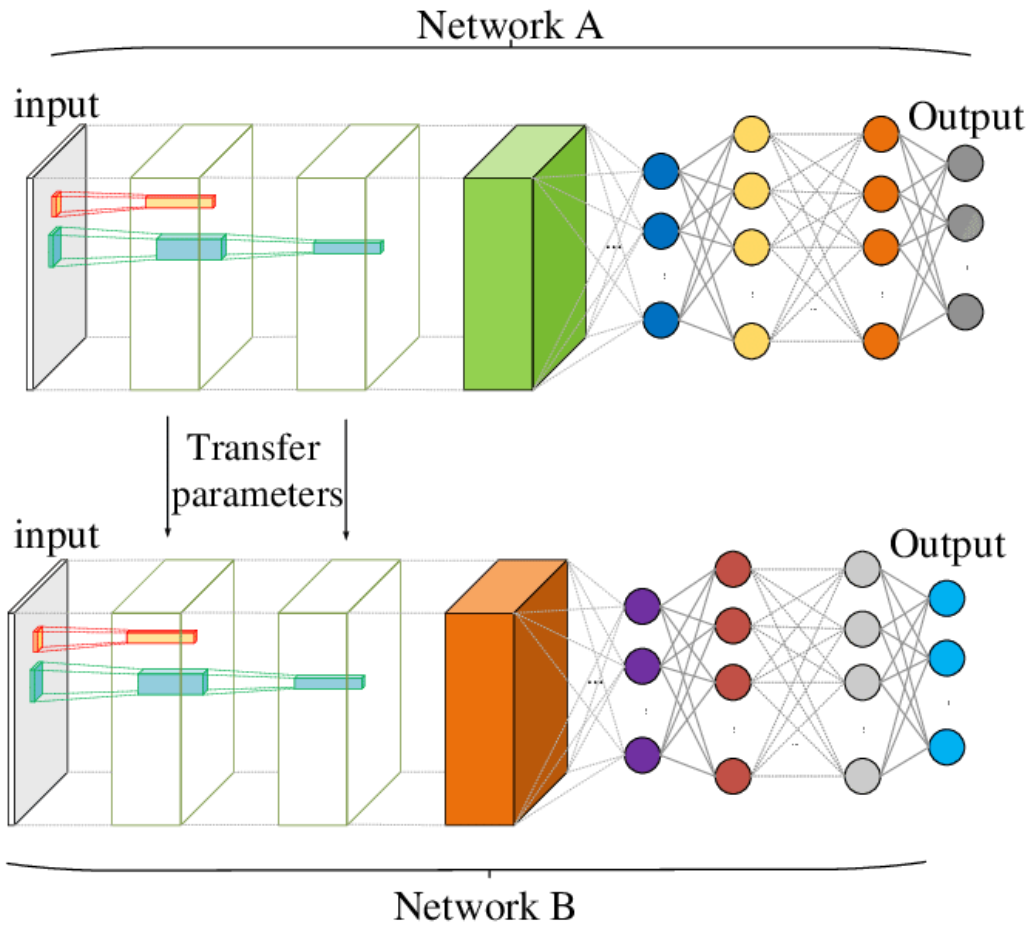 Network A
input
Output
...
Transfer
parameters
input
Output
...
Network B